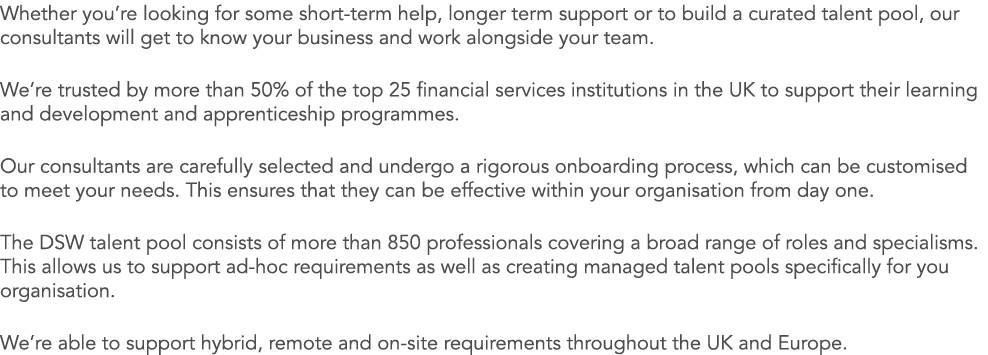 Whether you’re looking for some short-term help, longer term support or to build a curated talent pool, our
consultants will get to know your business and work alongside your team.
We’re trusted by more than 50% of the top 25 financial services institutions in the UK to support their learning
and development and apprenticeship programmes.
Our consultants are carefully selected and undergo a rigorous onboarding process, which can be customised
to meet your needs. This ensures that they can be effective within your organisation from day one.
The DSW talent pool consists of more than 850 professionals covering a broad range of roles and specialisms.
This allows us to support ad-hoc requirements as well as creating managed talent pools specifically for you
organisation.
We’re able to support hybrid, remote and on-site requirements throughout the UK and Europe.